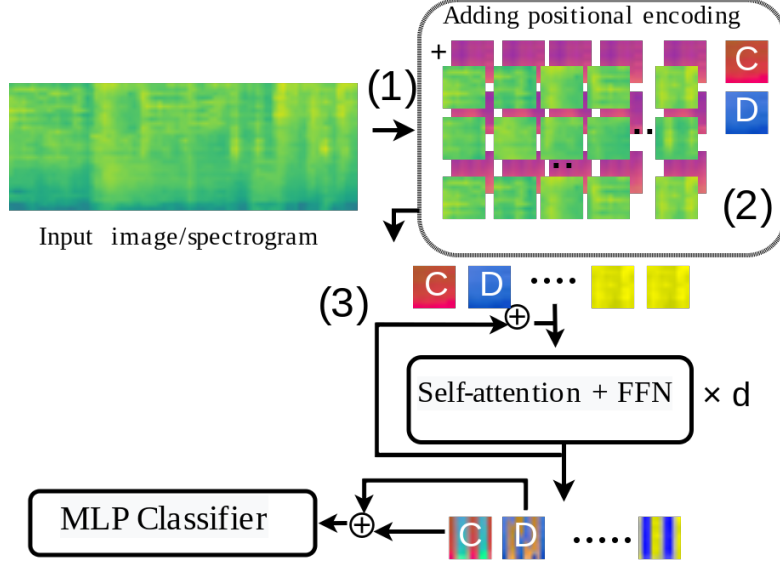 Adding positional encoding
+
C
(1)
D
(2)
Input image/spectrogram
C D
(3)
Self-attention + FFN × d
MLP Classifier
C D